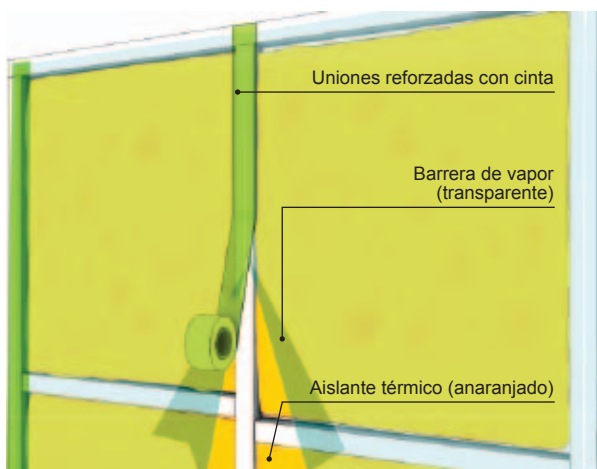 Uniones reforzadas con cinta
Barrera de vapor
(transparente)
Aislante térmico (anaranjado)